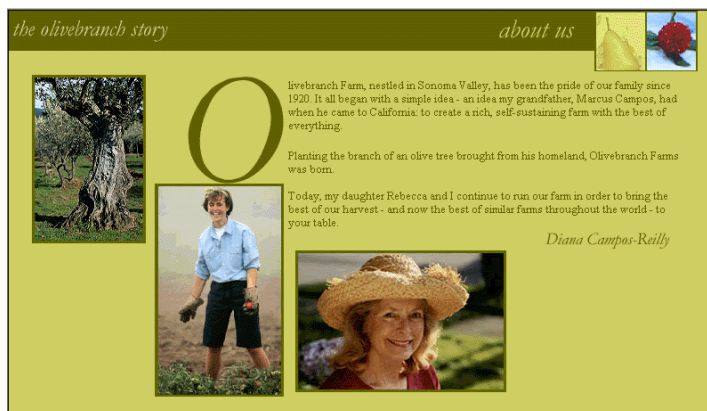 the olivebranch story
about us
Olivebranch Farm, nestled in Sonoma Valley, has been the pride of our family since
1920. It all began with a simple idea - an idea my grandfather, Marcus Campos, had
when he came to California: to create a rich, self-sustaining farm with the best of
everything.
Planting the branch of an olive tree brought from his homeland, Olivebranch Farms
was born.
Today, my daughter Rebecca and I continue to run our farm in order to bring the
best of our harvest - and now the best of similar farms throughout the world - to
your table.
Diana Campos-Reilly